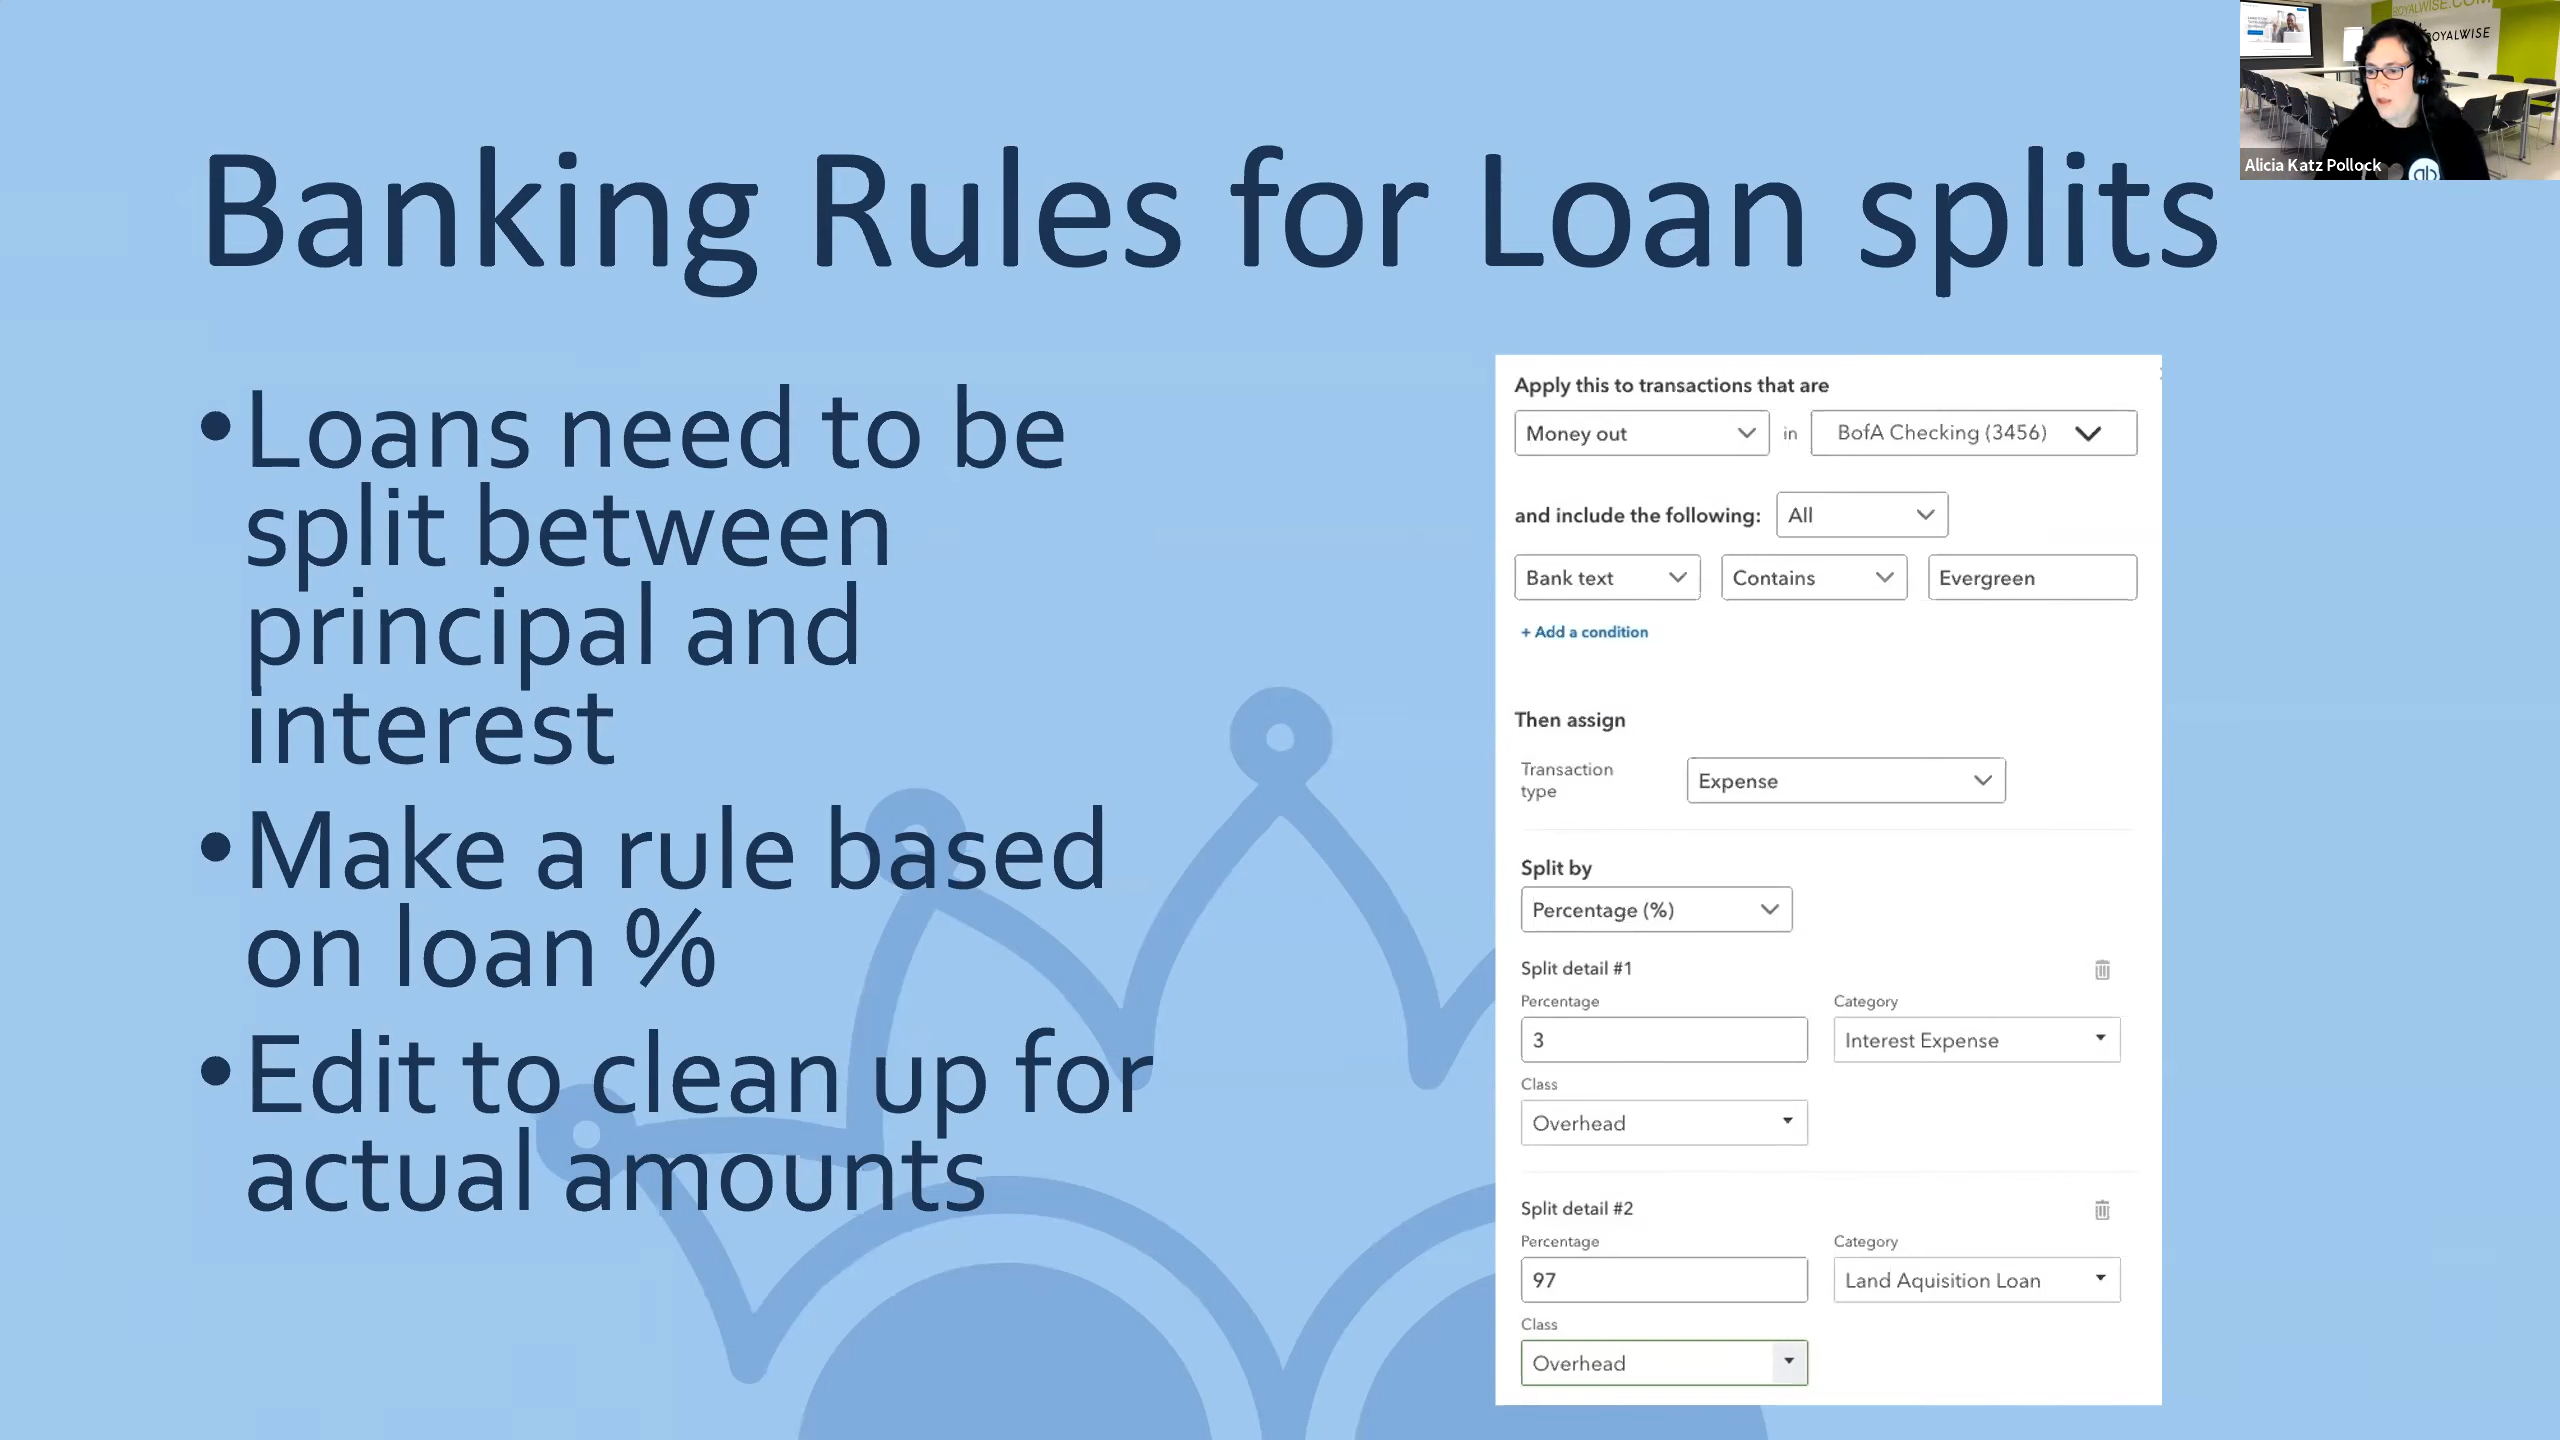 Banking Rules for Loan splits
•Loans need to be
split between
principal and
interest
•Make a rule based
on loan %
•Edit to clean up for
actual amounts
Apply this to transactions that are
Money out in BofA Checking (3456)
and include the following: All
Bank text Contains Evergreen
+ Add a condition
Then assign
Transaction
type
Expense
Split by
Percentage (%)
Split detail #1
Percentage Category
3 Interest Expense
Class
Overhead
Split detail #2
Percentage Category
97 Land Aquisition Loan
Class
Overhead
ROYALWISE.COM
ROYALWISE
Alicia Katz Pollock
qb